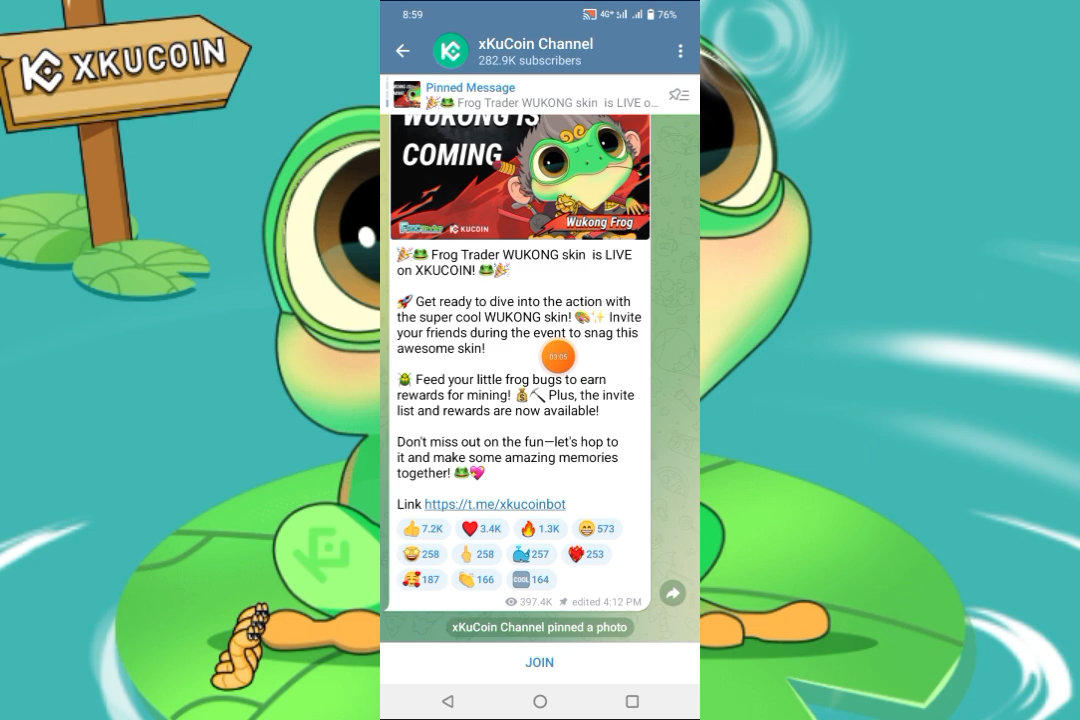 XKUCOIN
8:59
4G+
76%
xKuCoin Channel
282.9K subscribers
Pinned Message
🎉🐸 Frog Trader WUKONG skin is LIVE o...
WUKONG IS
COMING
KUCOIN
Wukong Frog
🎉🐸 Frog Trader WUKONG skin is LIVE
on XKUCOIN! 🐸🎉
🚀 Get ready to dive into the action with
the super cool WUKONG skin! 🎨✨ Invite
your friends during the event to snag this
awesome skin!
03:05
🪲 Feed your little frog bugs to earn
rewards for mining! 💰⛏️ Plus, the invite
list and rewards are now available!
Don't miss out on the fun—let's hop to
it and make some amazing memories
together! 🐸💖
Link https://t.me/xkucoinbot
👍 7.2K ❤️ 3.4K 🔥 1.3K 😁 573
🤩 258 🖕 258 🐳 257 ❤️‍🔥 253
🥰 187 👏 166 🆒 164
397.4K edited 4:12 PM
xKuCoin Channel pinned a photo
JOIN